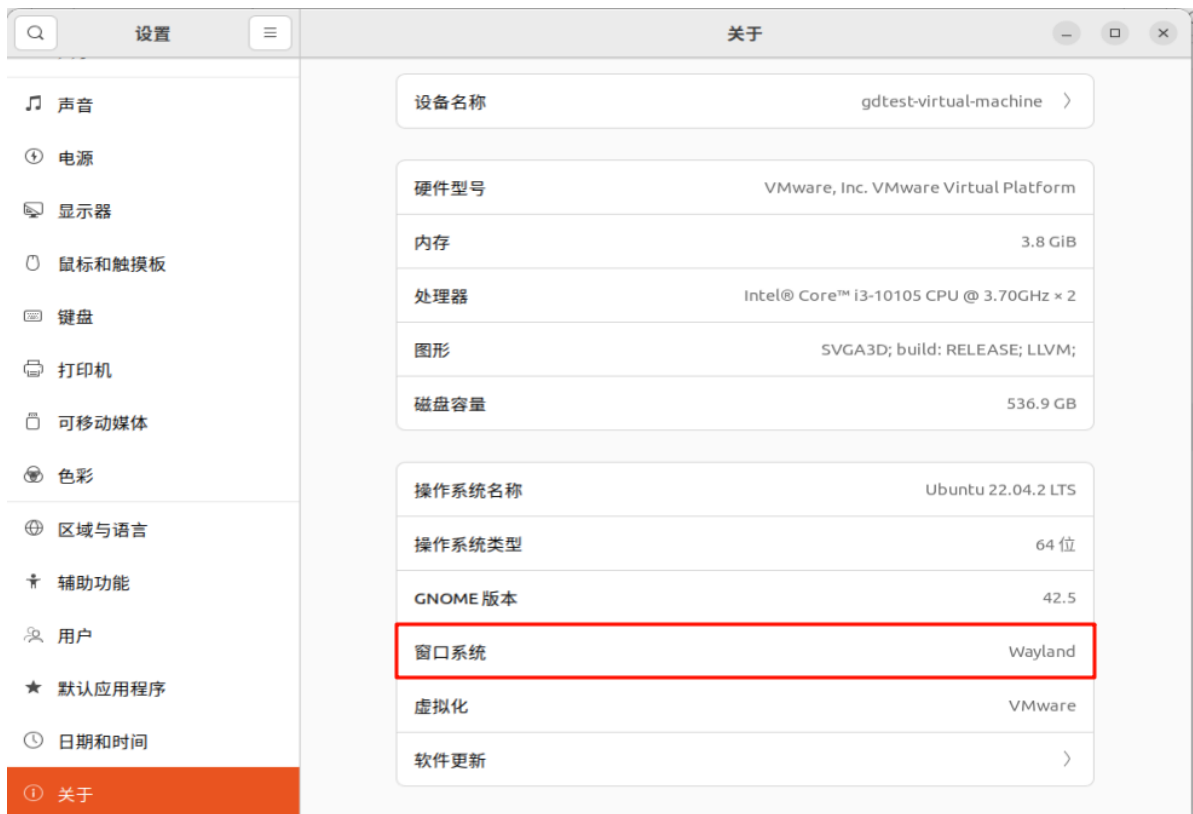 设置
关于
声音
电源
显示器
鼠标和触摸板
键盘
打印机
可移动媒体
色彩
区域与语言
辅助功能
用户
默认应用程序
日期和时间
关于
设备名称 gdtest-virtual-machine
硬件型号 VMware, Inc. VMware Virtual Platform
内存 3.8 GiB
处理器 Intel® Core™ i3-10105 CPU @ 3.70GHz × 2
图形 SVGA3D; build: RELEASE; LLVM;
磁盘容量 536.9 GB
操作系统名称 Ubuntu 22.04.2 LTS
操作系统类型 64 位
GNOME 版本 42.5
窗口系统 Wayland
虚拟化 VMware
软件更新